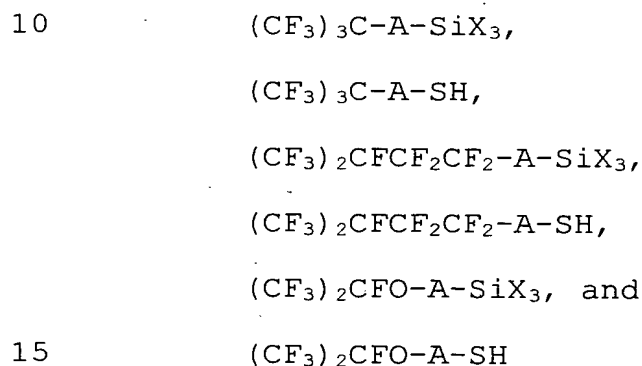 10 (CF₃)₃C-A-SiX₃,
(CF₃)₃C-A-SH,
(CF₃)₂CFCF₂CF₂-A-SiX₃,
(CF₃)₂CFCF₂CF₂-A-SH,
(CF₃)₂CFO-A-SiX₃, and
15 (CF₃)₂CFO-A-SH